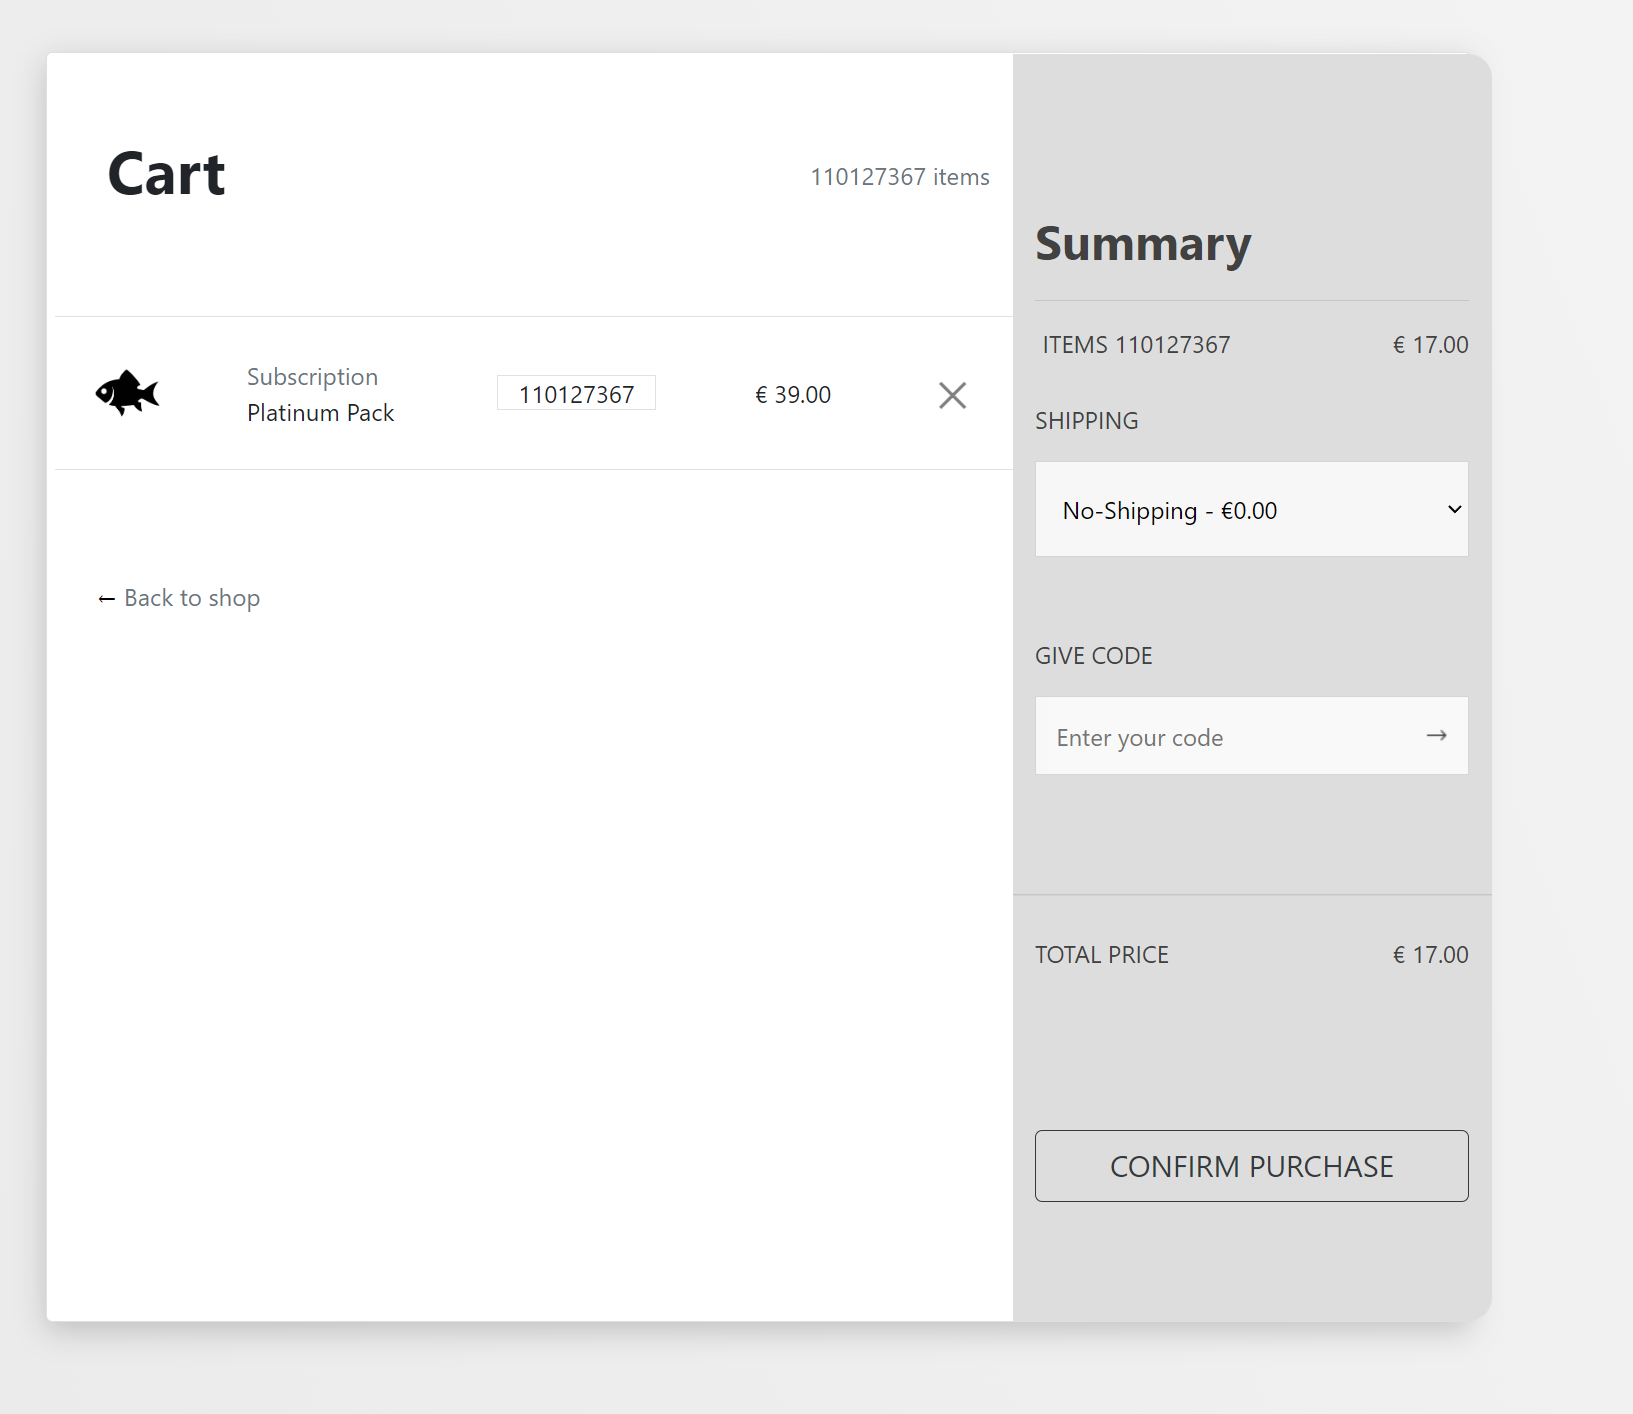 Cart
110127367 items
Subscription
Platinum Pack
110127367
€ 39.00
← Back to shop
Summary
ITEMS 110127367
€ 17.00
SHIPPING
No-Shipping - €0.00
GIVE CODE
Enter your code →
TOTAL PRICE
€ 17.00
CONFIRM PURCHASE